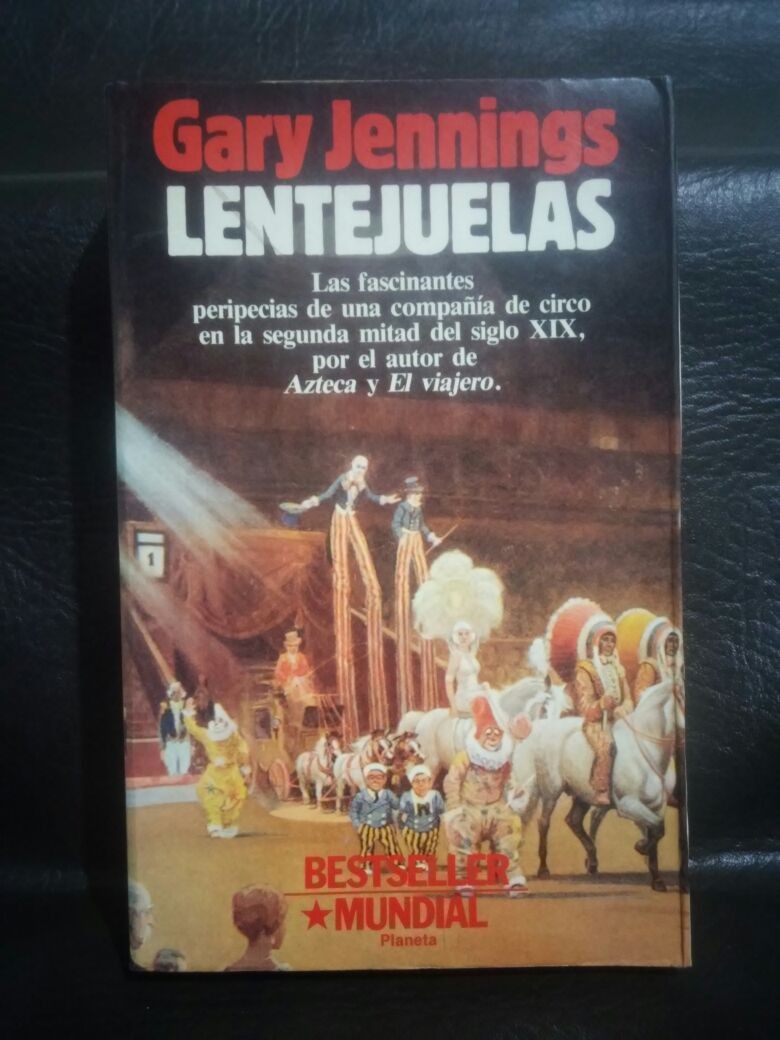 Gary Jennings
LENTEJUELAS
Las fascinantes
peripecias de una compañía de circo
en la segunda mitad del siglo XIX,
por el autor de
Azteca y El viajero.
1
BESTSELLER
★MUNDIAL
Planeta